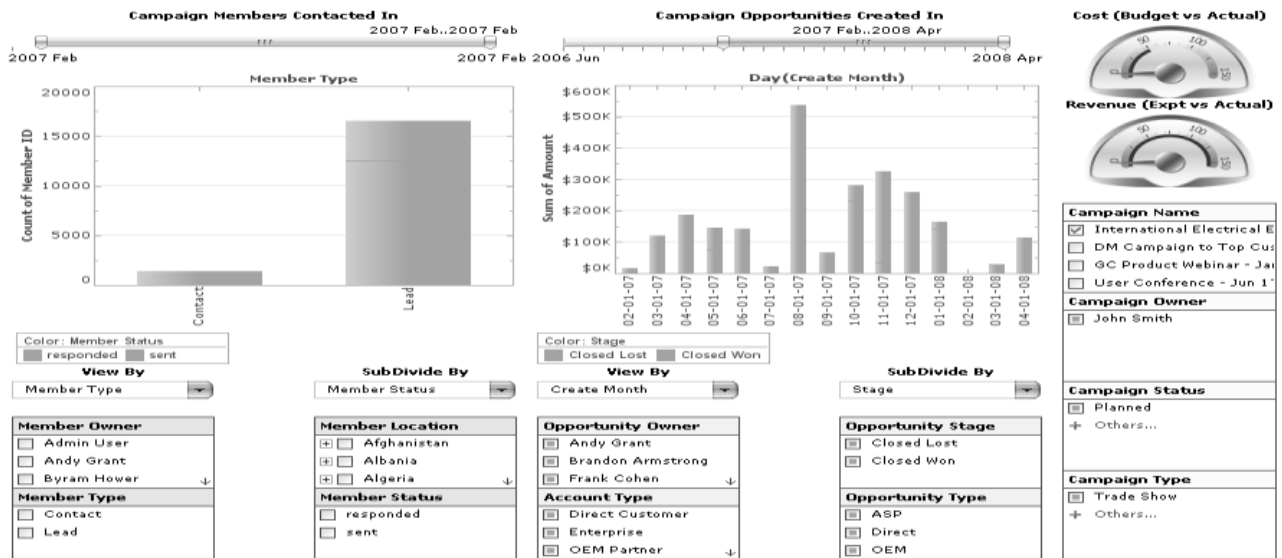 Campaign Members Contacted In
2007 Feb..2007 Feb
2007 Feb
2007 Feb
Member Type
Count of Member ID
20000
15000
10000
5000
0
Contact
Lead
Color: Member Status
responded
sent
View By
Member Type
SubDivide By
Member Status
Member Owner
Admin User
Andy Grant
Byram Hower
Member Type
Contact
Lead
Member Location
Afghanistan
Albania
Algeria
Member Status
responded
sent
Campaign Opportunities Created In
2007 Feb..2008 Apr
2006 Jun
2008 Apr
Day(Create Month)
Sum of Amount
$600K
$500K
$400K
$300K
$200K
$100K
$0K
02-01-07
03-01-07
04-01-07
05-01-07
06-01-07
07-01-07
08-01-07
09-01-07
10-01-07
11-01-07
12-01-07
01-01-08
02-01-08
03-01-08
04-01-08
Color: Stage
Closed Lost
Closed Won
View By
Create Month
SubDivide By
Stage
Opportunity Owner
Andy Grant
Brandon Armstrong
Frank Cohen
Account Type
Direct Customer
Enterprise
OEM Partner
Opportunity Stage
Closed Lost
Closed Won
Opportunity Type
ASP
Direct
OEM
Cost (Budget vs Actual)
0
50
100
150
Revenue (Expt vs Actual)
0
50
100
150
Campaign Name
International Electrical E
DM Campaign to Top Cus
GC Product Webinar - Jan
User Conference - Jun 1
Campaign Owner
John Smith
Campaign Status
Planned
Others...
Campaign Type
Trade Show
Others...